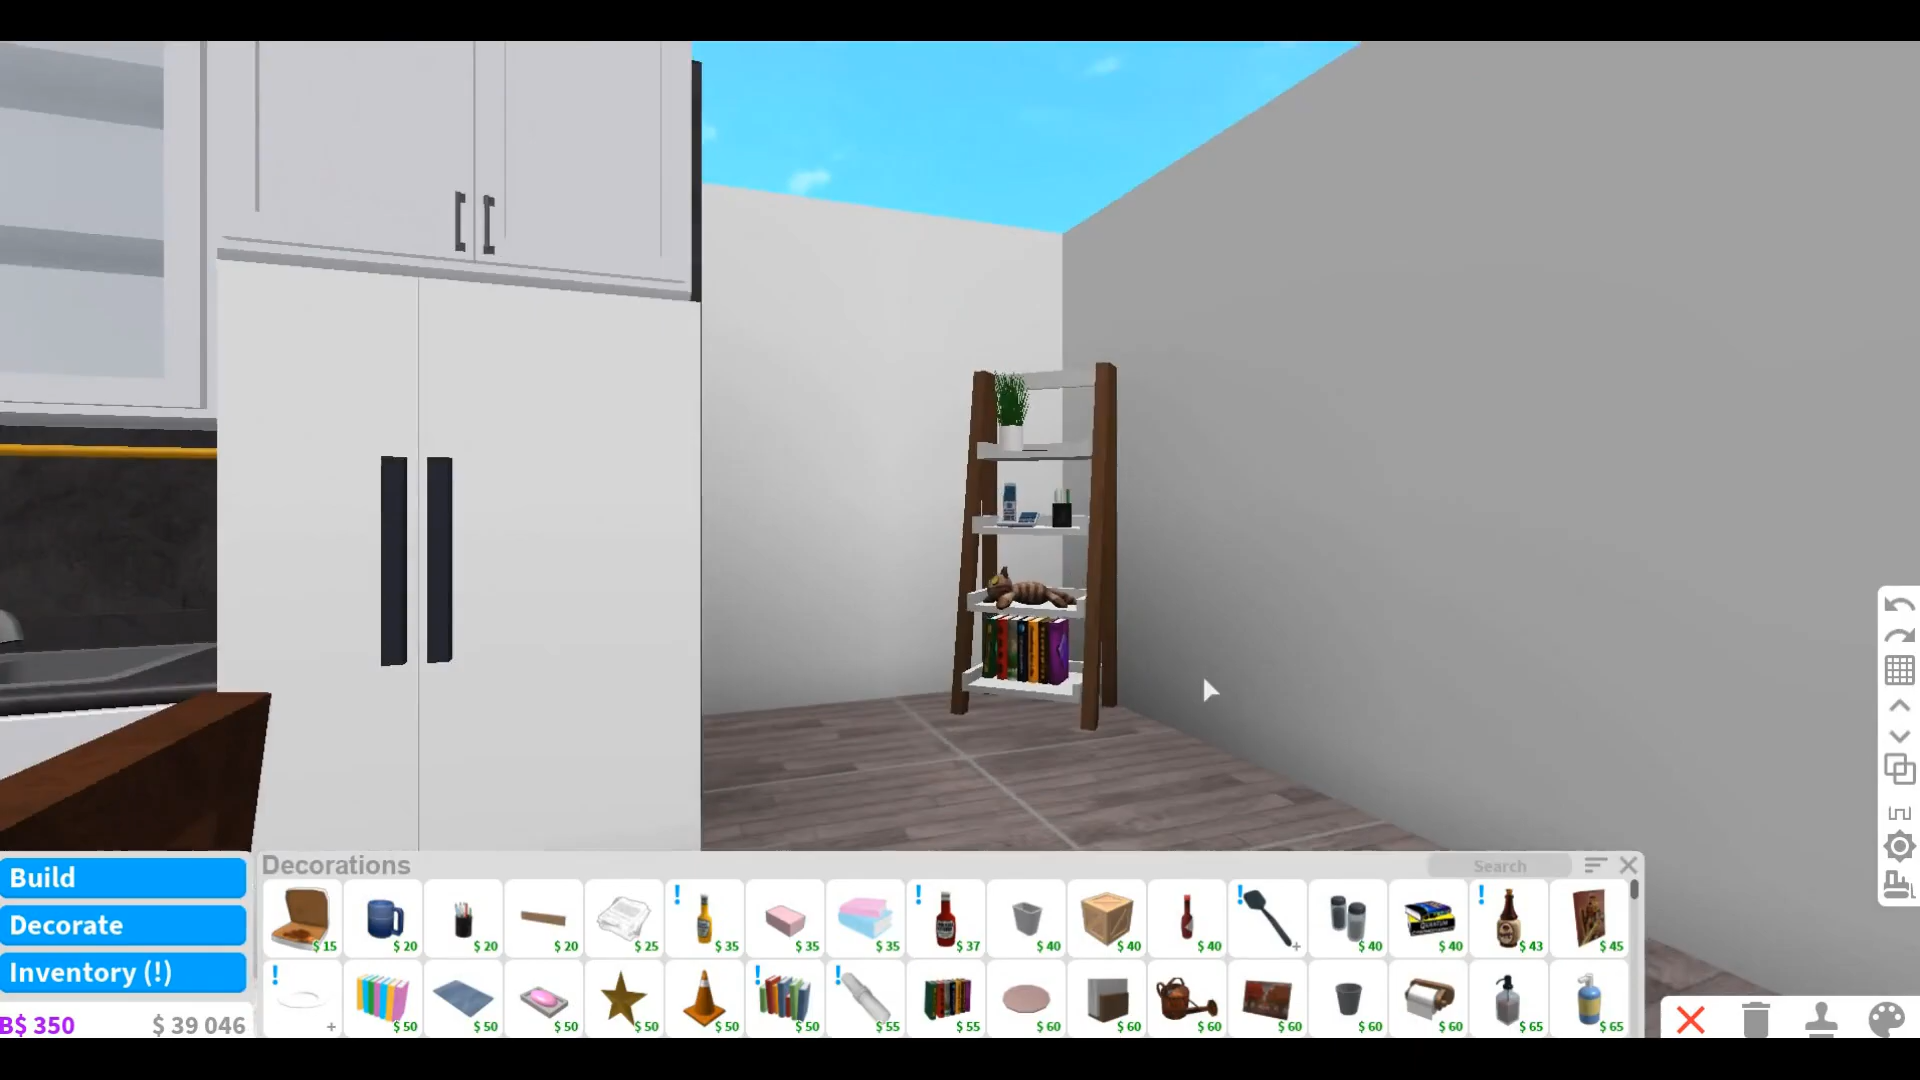 Build
Decorate
Inventory (!)
B$ 350
$ 39 046
Decorations
Search
$ 15
$ 20
$ 20
$ 20
$ 25
! $ 35
$ 35
$ 35
! $ 37
$ 40
$ 40
$ 40
! +
$ 40
QUANTUM
$ 40
! $ 43
$ 45
! +
$ 50
$ 50
$ 50
$ 50
$ 50
! $ 50
! $ 55
$ 55
$ 60
$ 60
$ 60
$ 60
$ 60
$ 60
$ 65
$ 65